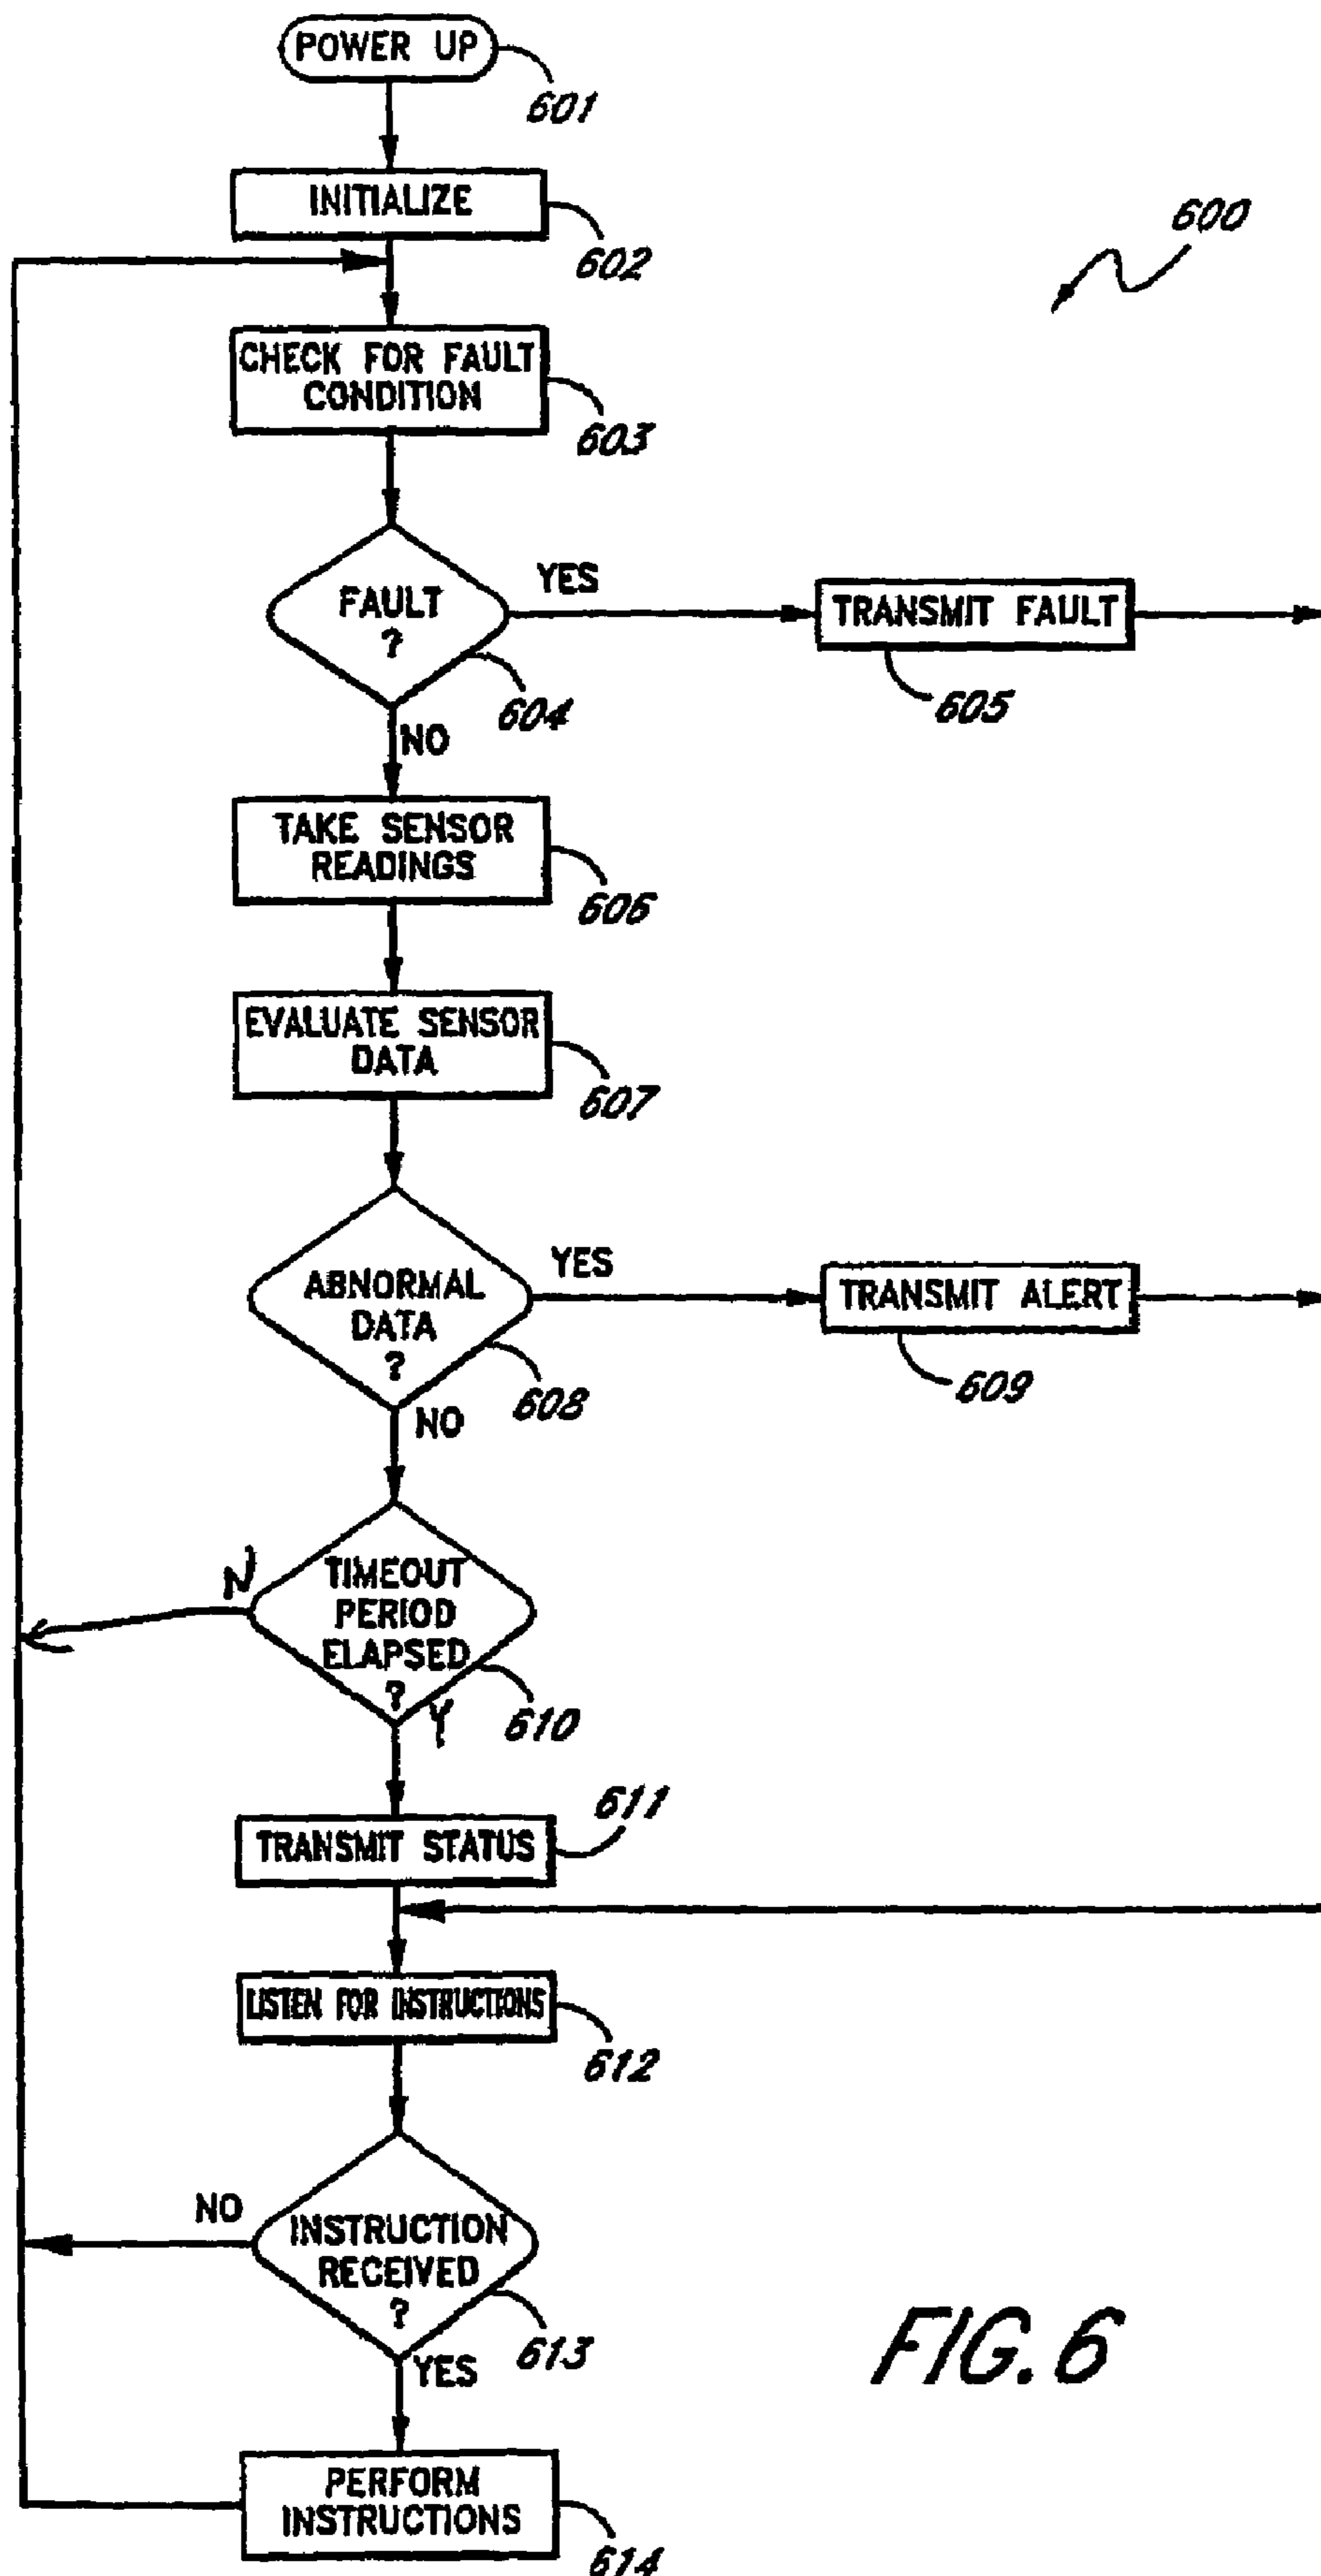 POWER UP
601
INITIALIZE
602
600
CHECK FOR FAULT
CONDITION
603
FAULT
?
604
YES
TRANSMIT FAULT
605
NO
TAKE SENSOR
READINGS
606
EVALUATE SENSOR
DATA
607
ABNORMAL
DATA
?
608
YES
TRANSMIT ALERT
609
NO
N
TIMEOUT
PERIOD
ELAPSED
?
Y
610
611
TRANSMIT STATUS
LISTEN FOR INSTRUCTIONS
612
NO
INSTRUCTION
RECEIVED
?
613
YES
FIG. 6
PERFORM
INSTRUCTIONS
614